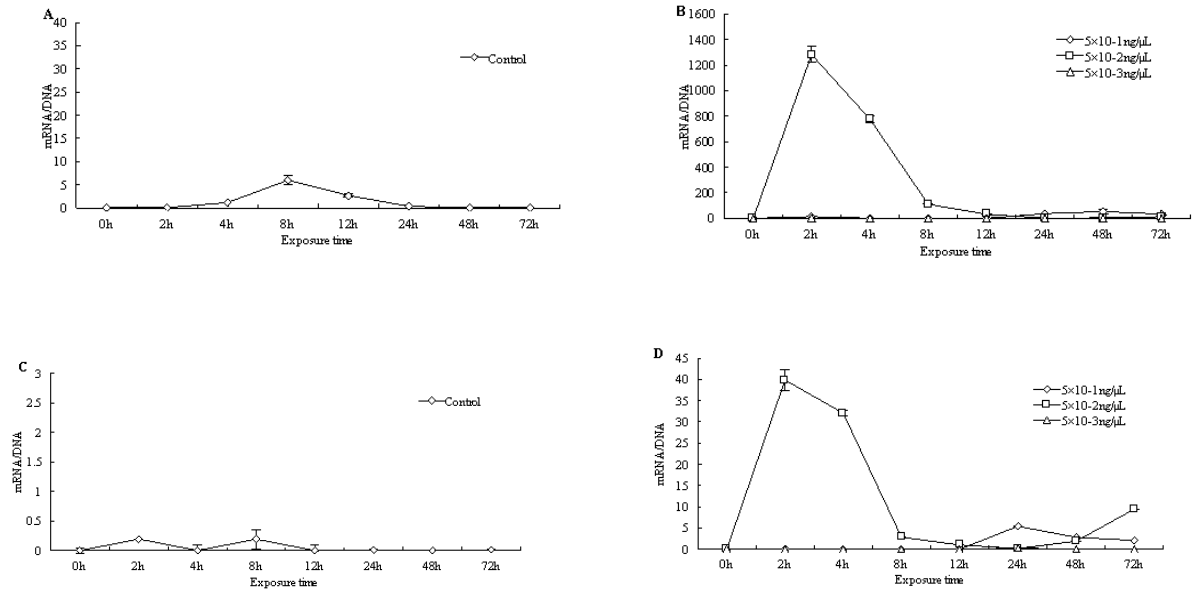 A
40
35
30
25
20
15
10
5
0
mRNA/DNA
Control
0h 2h 4h 8h 12h 24h 48h 72h
Exposure time
B
1600
1400
1200
1000
800
600
400
200
0
mRNA/DNA
5×10-1ng/μL
5×10-2ng/μL
5×10-3ng/μL
0h 2h 4h 8h 12h 24h 48h 72h
Exposure time
C
3
2.5
2
1.5
1
0.5
0
mRNA/DNA
Control
0h 2h 4h 8h 12h 24h 48h 72h
Exposure time
D
45
40
35
30
25
20
15
10
5
0
mRNA/DNA
5×10-1ng/μL
5×10-2ng/μL
5×10-3ng/μL
0h 2h 4h 8h 12h 24h 48h 72h
Exposure time